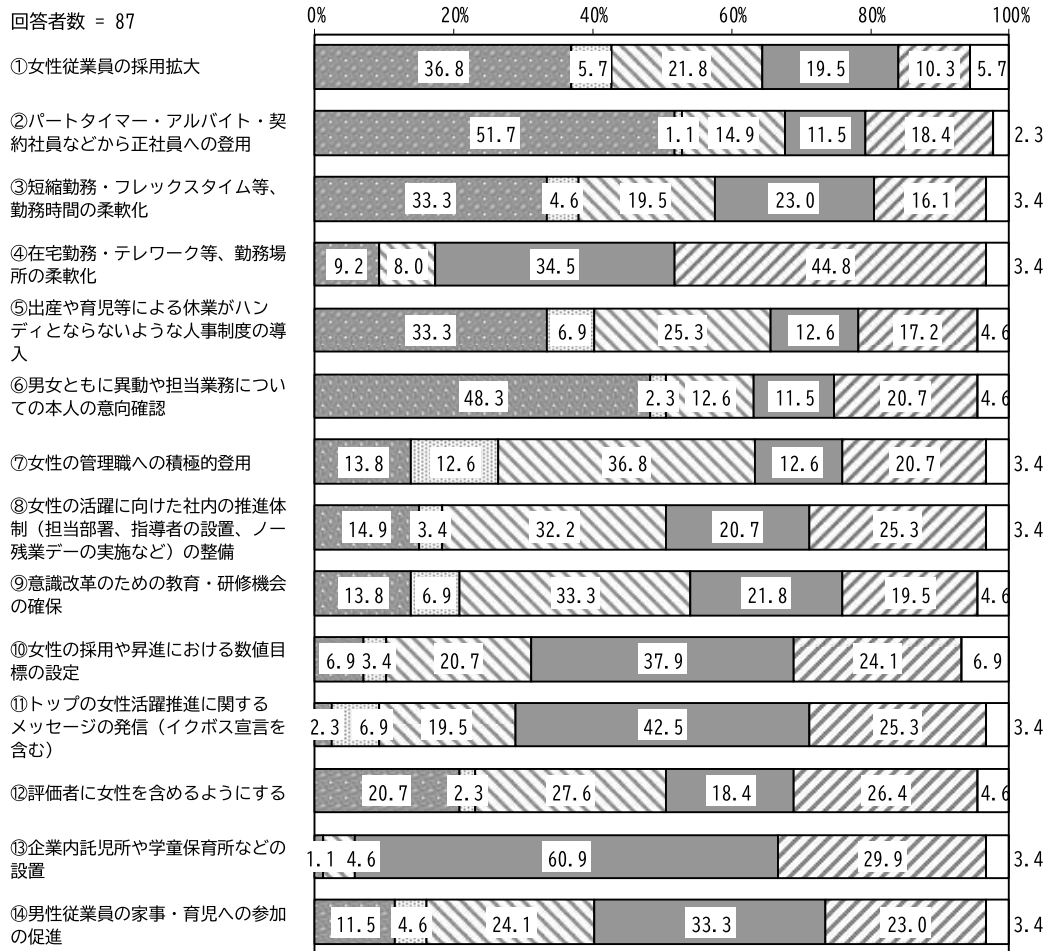 回答者数 = 87
0% 20% 40% 60% 80% 100%
①女性従業員の採用拡大
36.8 5.7 21.8 19.5 10.3 5.7
②パートタイマー・アルバイト・契
約社員などから正社員への登用
51.7 1.1 14.9 11.5 18.4 2.3
③短縮勤務・フレックスタイム等、
勤務時間の柔軟化
33.3 4.6 19.5 23.0 16.1 3.4
④在宅勤務・テレワーク等、勤務場
所の柔軟化
9.2 8.0 34.5 44.8 3.4
⑤出産や育児等による休業がハン
ディとならないような人事制度の導
入
33.3 6.9 25.3 12.6 17.2 4.6
⑥男女ともに異動や担当業務につい
ての本人の意向確認
48.3 2.3 12.6 11.5 20.7 4.6
⑦女性の管理職への積極的登用
13.8 12.6 36.8 12.6 20.7 3.4
⑧女性の活躍に向けた社内の推進体
制（担当部署、指導者の設置、ノー
残業デーの実施など）の整備
14.9 3.4 32.2 20.7 25.3 3.4
⑨意識改革のための教育・研修機会
の確保
13.8 6.9 33.3 21.8 19.5 4.6
⑩女性の採用や昇進における数値目
標の設定
6.9 3.4 20.7 37.9 24.1 6.9
⑪トップの女性活躍推進に関する
メッセージの発信（イクボス宣言を
含む）
2.3 6.9 19.5 42.5 25.3 3.4
⑫評価者に女性を含めるようにする
20.7 2.3 27.6 18.4 26.4 4.6
⑬企業内託児所や学童保育所などの
設置
1.1 4.6 60.9 29.9 3.4
⑭男性従業員の家事・育児への参加
の促進
11.5 4.6 24.1 33.3 23.0 3.4